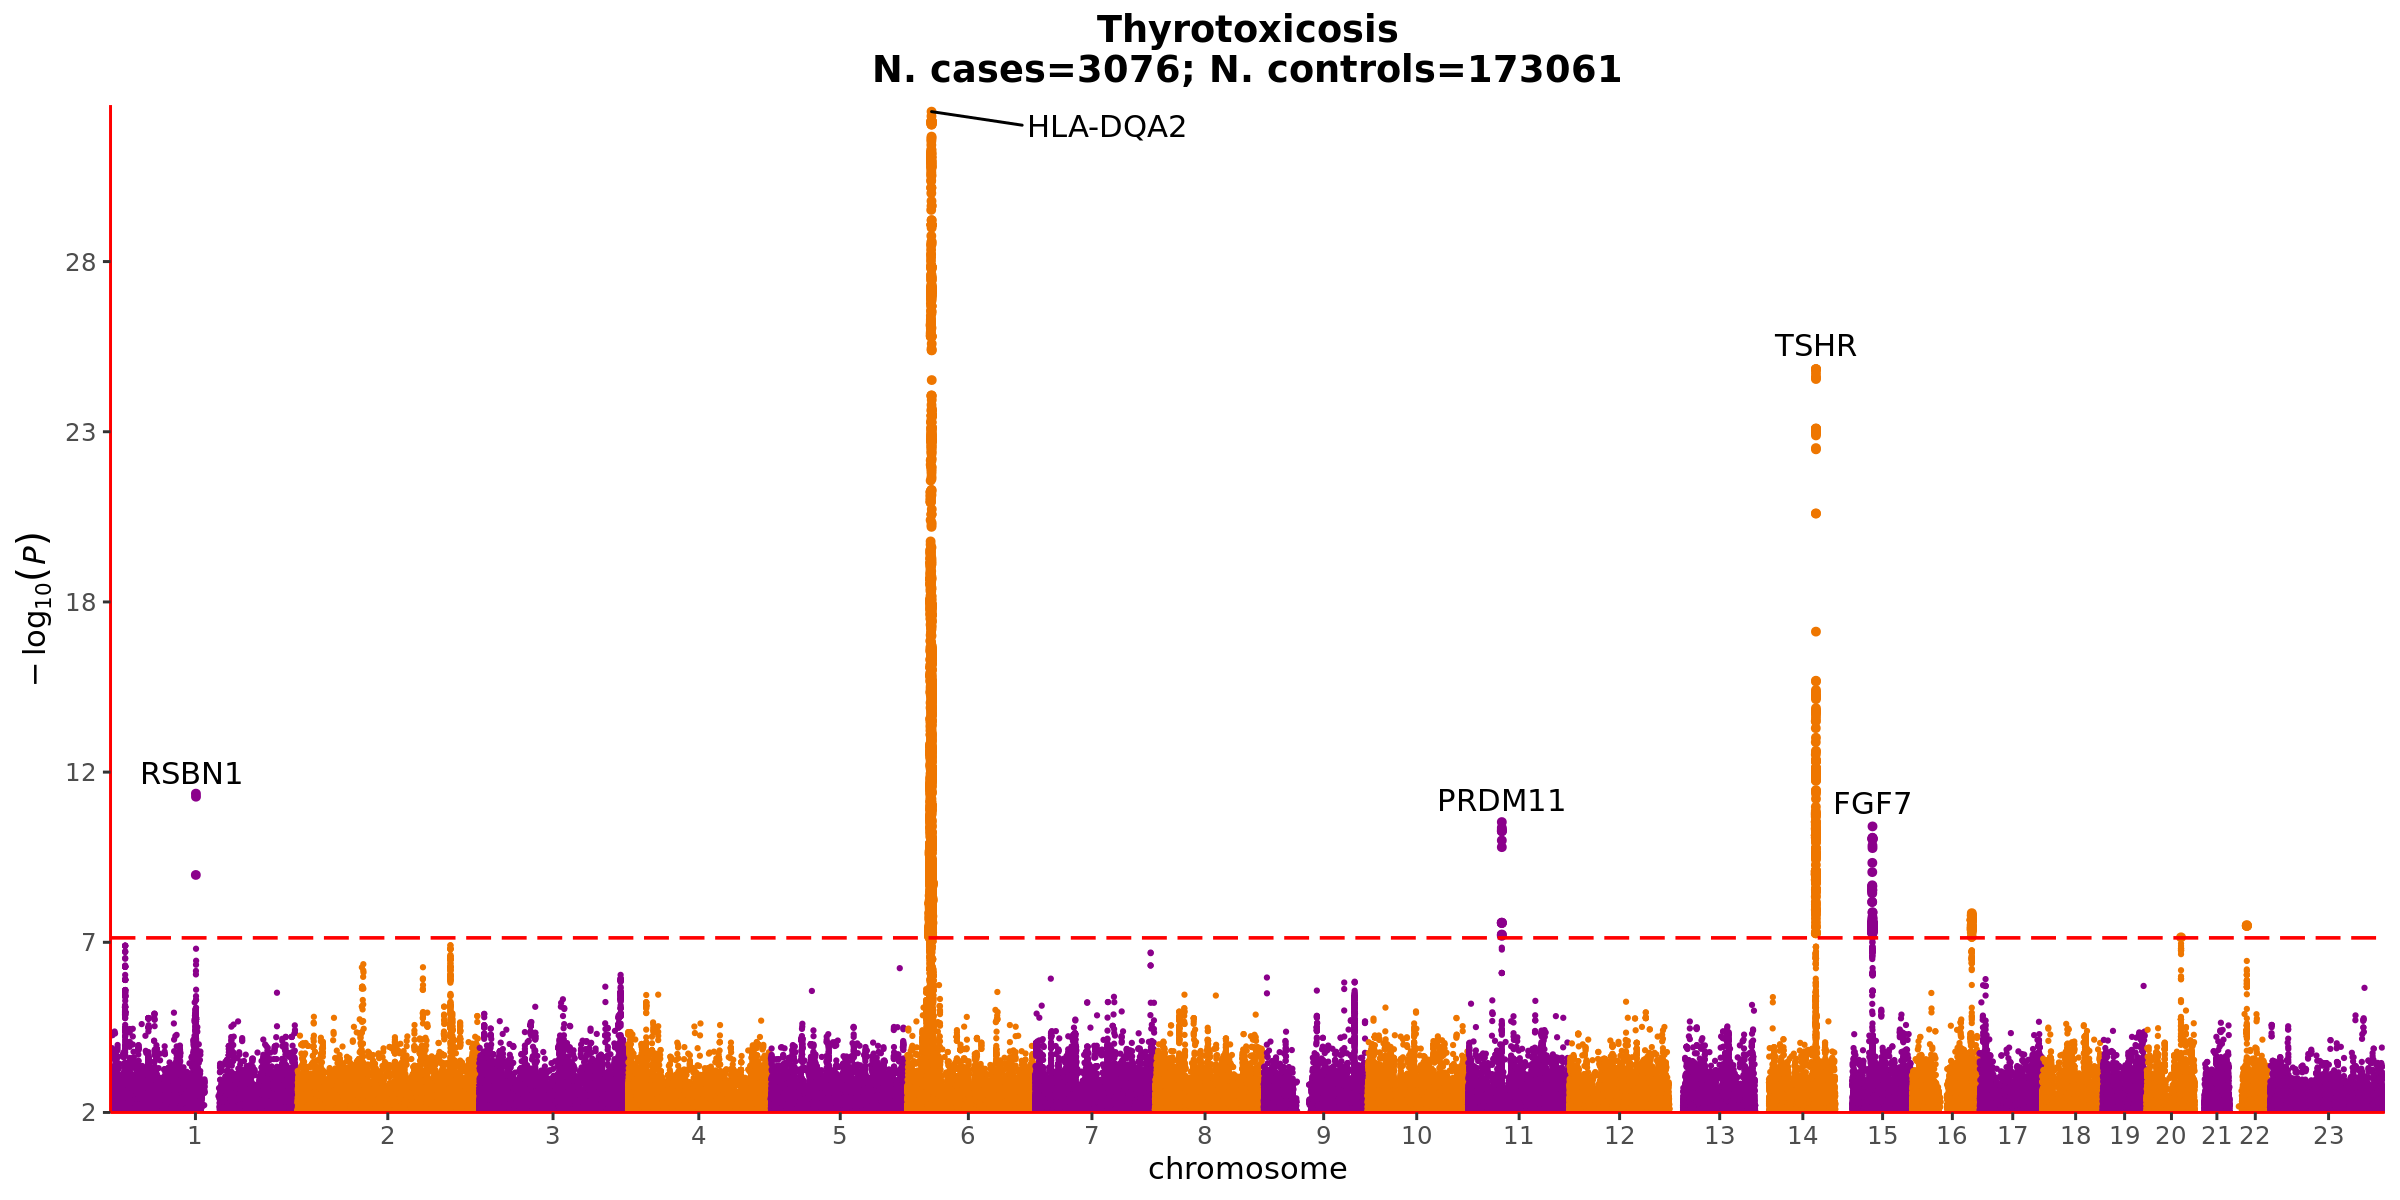 Thyrotoxicosis
N. cases=3076; N. controls=173061
HLA-DQA2
28
TSHR
23
− log10(P)
18
RSBN1
12
PRDM11
FGF7
7
2
1 2 3 4 5 6 7 8 9 10 11 12 13 14 15 16 17 18 19 20 21 22 23
chromosome